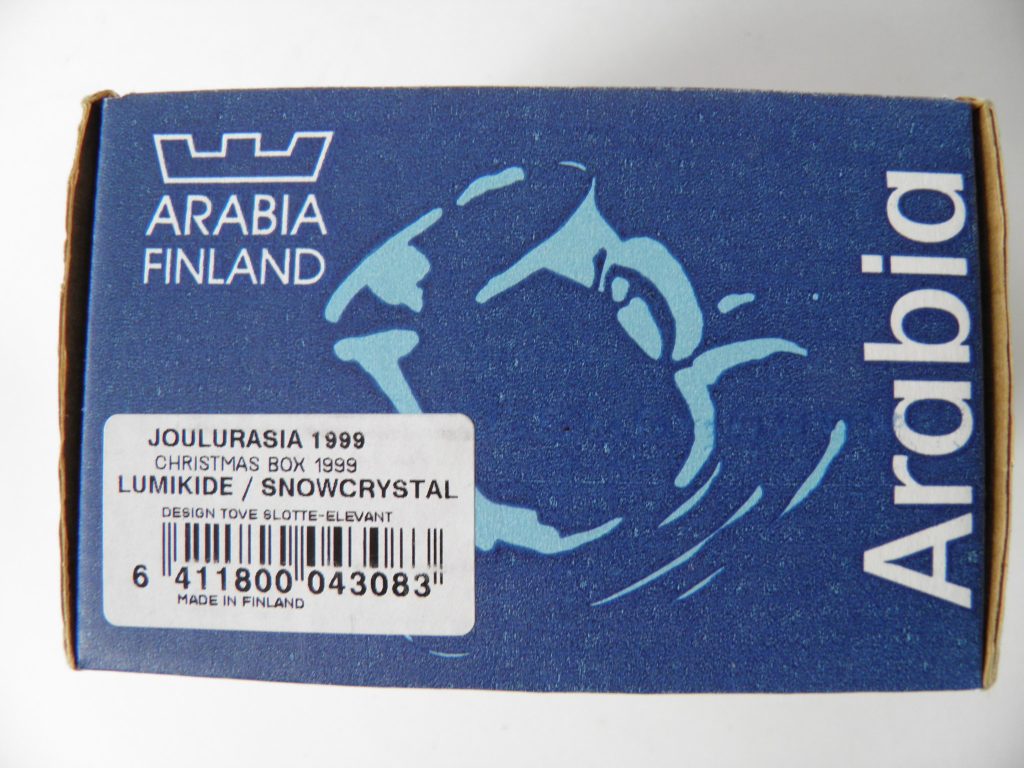 ARABIA
FINLAND
Arabia
JOULURASIA 1999
CHRISTMAS BOX 1999
LUMIKIDE / SNOWCRYSTAL
DESIGN TOVE SLOTTE-ELEVANT
6 411800 043083
MADE IN FINLAND